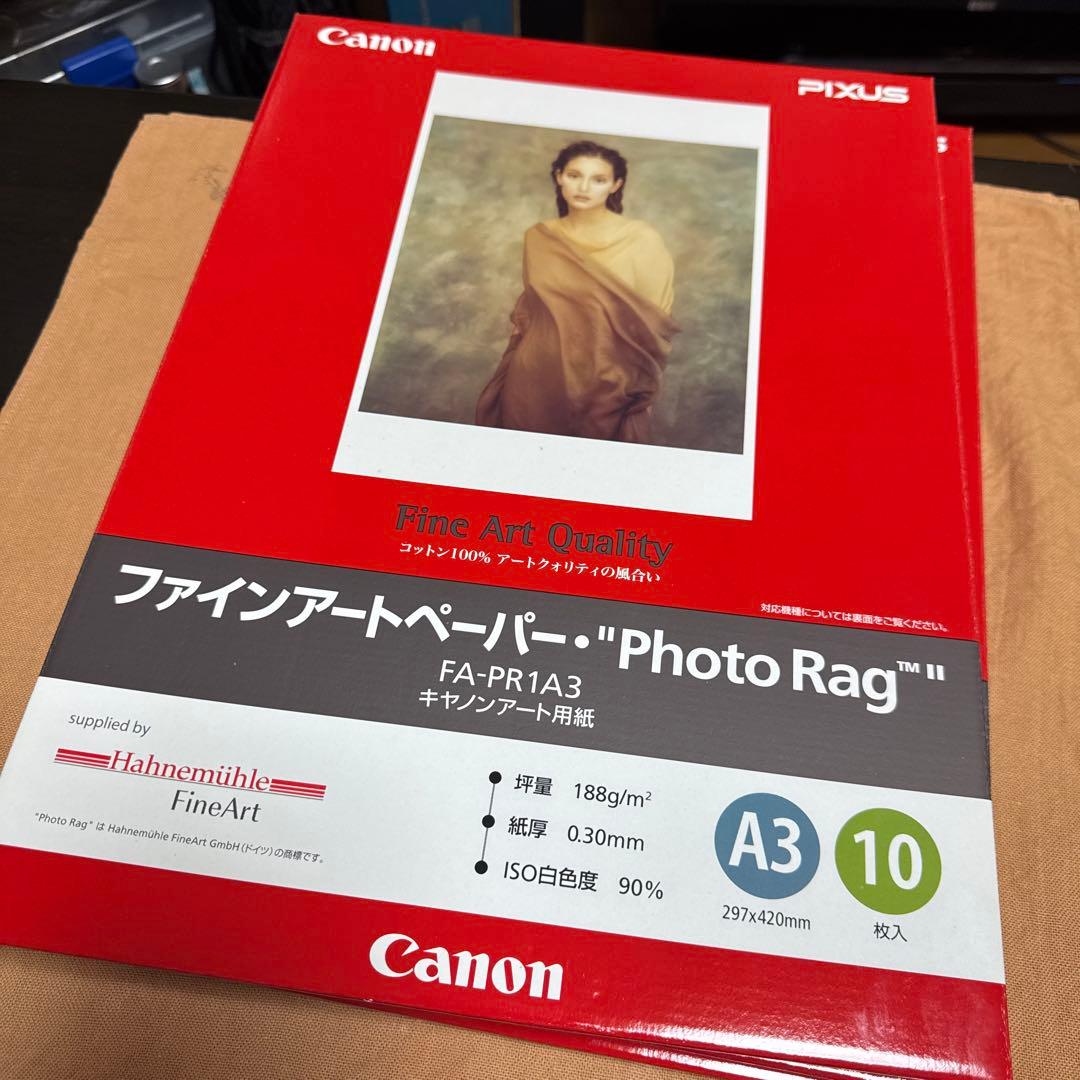 Canon
PIXUS
s
Fine Art Quality
コットン100% アートクォリティの風合い
対応機種については裏面をご覧ください。
ファインアートペーパー・"Photo Rag™"
FA-PR1A3
キヤノンアート用紙
supplied by
Hahnemühle
FineArt
"Photo Rag" は Hahnemühle FineArt GmbH（ドイツ）の商標です。
坪量 188g/m²
紙厚 0.30mm
ISO白色度 90%
A3
297x420mm
10
枚入
Canon